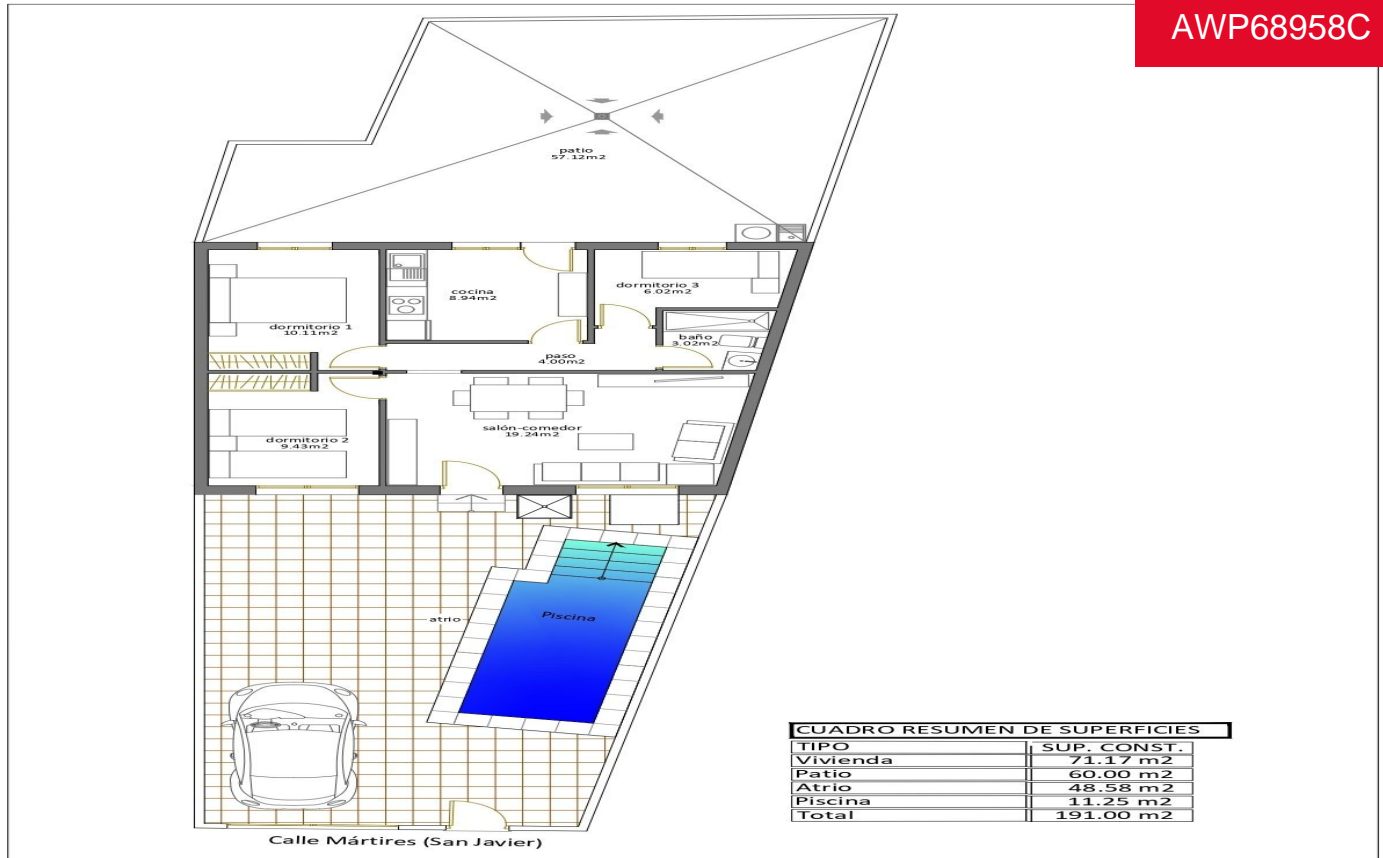 AWP68958C
patio
57.12m2
cocina
8.94m2
dormitorio 3
6.02m2
dormitorio 1
10.11m2
baño
3.02m2
paso
4.00m2
salón-comedor
19.24m2
dormitorio 2
9.43m2
atrio
Piscina
CUADRO RESUMEN DE SUPERFICIES
TIPO SUP. CONST.
Vivienda 71.17 m2
Patio 60.00 m2
Atrio 48.58 m2
Piscina 11.25 m2
Total 191.00 m2
Calle Mártires (San Javier)